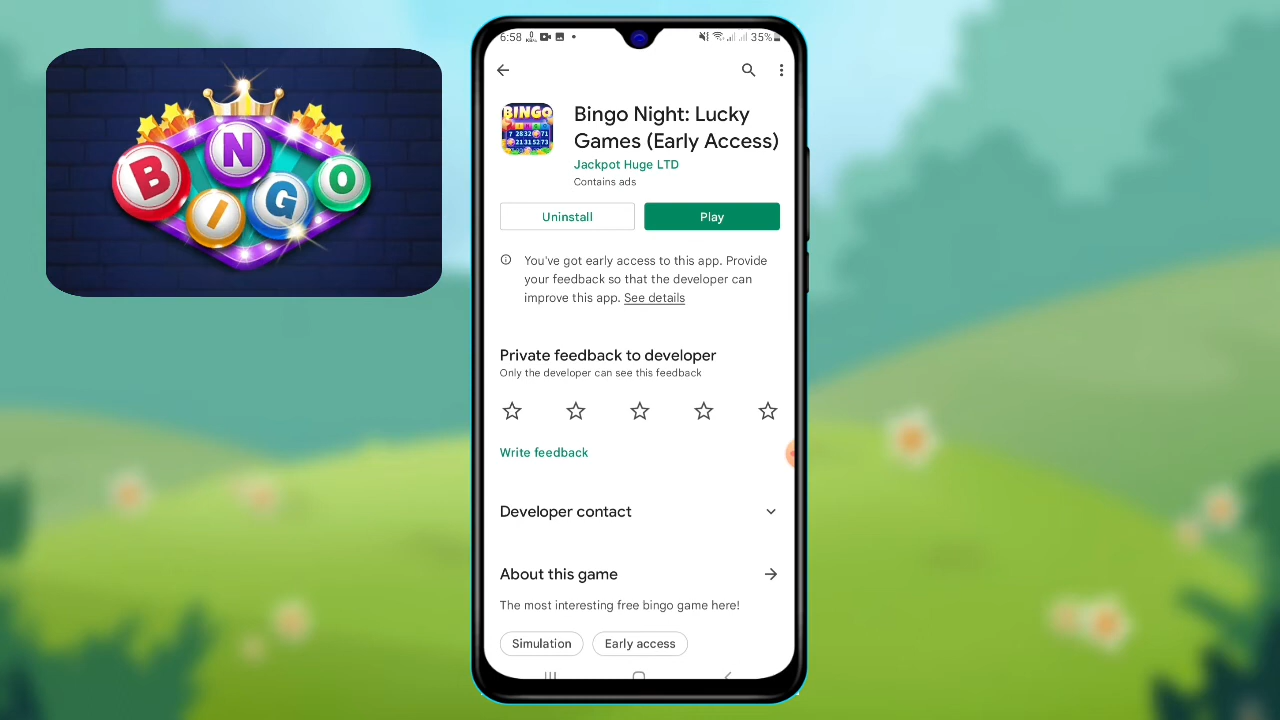 B
N
I
G
O
6:58
35%
BINGO
Bingo Night: Lucky
Games (Early Access)
Jackpot Huge LTD
Contains ads
Uninstall
Play
You've got early access to this app. Provide
your feedback so that the developer can
improve this app. See details
Private feedback to developer
Only the developer can see this feedback
Write feedback
Developer contact
About this game
The most interesting free bingo game here!
Simulation
Early access